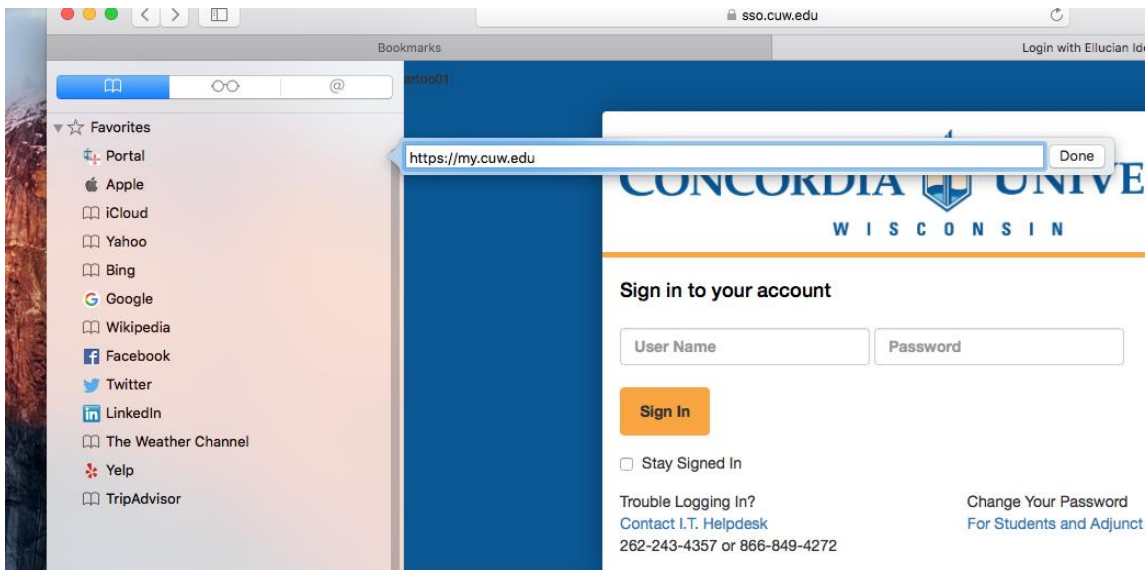 sso.cuw.edu
Bookmarks
Login with Ellucian Ide
artoo01
Favorites
Portal
Apple
iCloud
Yahoo
Bing
Google
Wikipedia
Facebook
Twitter
LinkedIn
The Weather Channel
Yelp
TripAdvisor
https://my.cuw.edu
Done
CONCORDIA UNIVE
WISCONSIN
Sign in to your account
User Name
Password
Sign In
Stay Signed In
Trouble Logging In?
Contact I.T. Helpdesk
262-243-4357 or 866-849-4272
Change Your Password
For Students and Adjunct